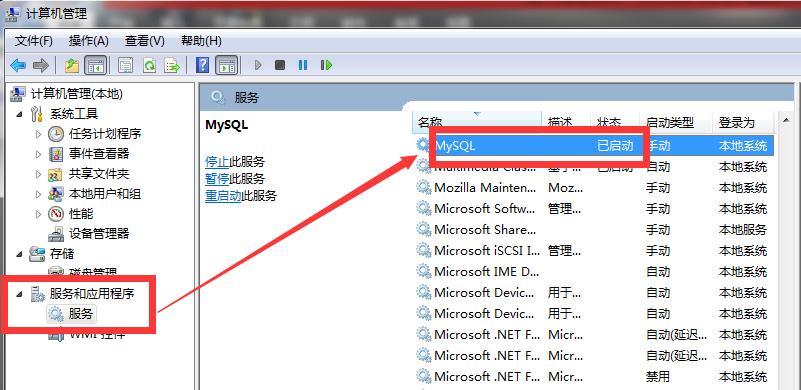 计算机管理
文件(F) 操作(A) 查看(V) 帮助(H)
计算机管理(本地)
系统工具
任务计划程序
事件查看器
共享文件夹
本地用户和组
性能
设备管理器
存储
磁盘管理
服务和应用程序
服务
WMI 控件
服务
MySQL
停止此服务
暂停此服务
重启动此服务
名称 描述 状态 启动类型 登录为
MySQL 已启动 手动 本地系统
Multimedia Clas... 基于... 已启动 自动 本地系统
Mozilla Mainten... Moz... 手动 本地系统
Microsoft Softw... 管理... 手动 本地系统
Microsoft Share... 手动 本地服务
Microsoft iSCSI I... 管理... 手动 本地系统
Microsoft IME D... 自动 本地系统
Microsoft Devic... 用于... 自动 本地系统
Microsoft Devic... 用于... 自动 本地系统
Microsoft .NET F... Micr... 自动(延迟... 本地系统
Microsoft .NET F... Micr... 自动(延迟... 本地系统
Microsoft .NET F... Micr... 禁用 本地系统